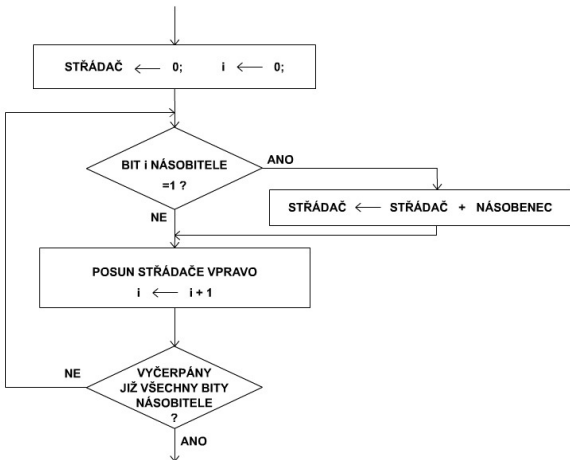 STŘÁDAČ ← 0; i ← 0;
BIT i NÁSOBITELE
=1 ?
ANO
NE
STŘÁDAČ ← STŘÁDAČ + NÁSOBENEC
POSUN STŘÁDAČE VPRAVO
i ← i + 1
NE
VYČERPÁNY
JIŽ VŠECHNY BITY
NÁSOBITELE
?
ANO